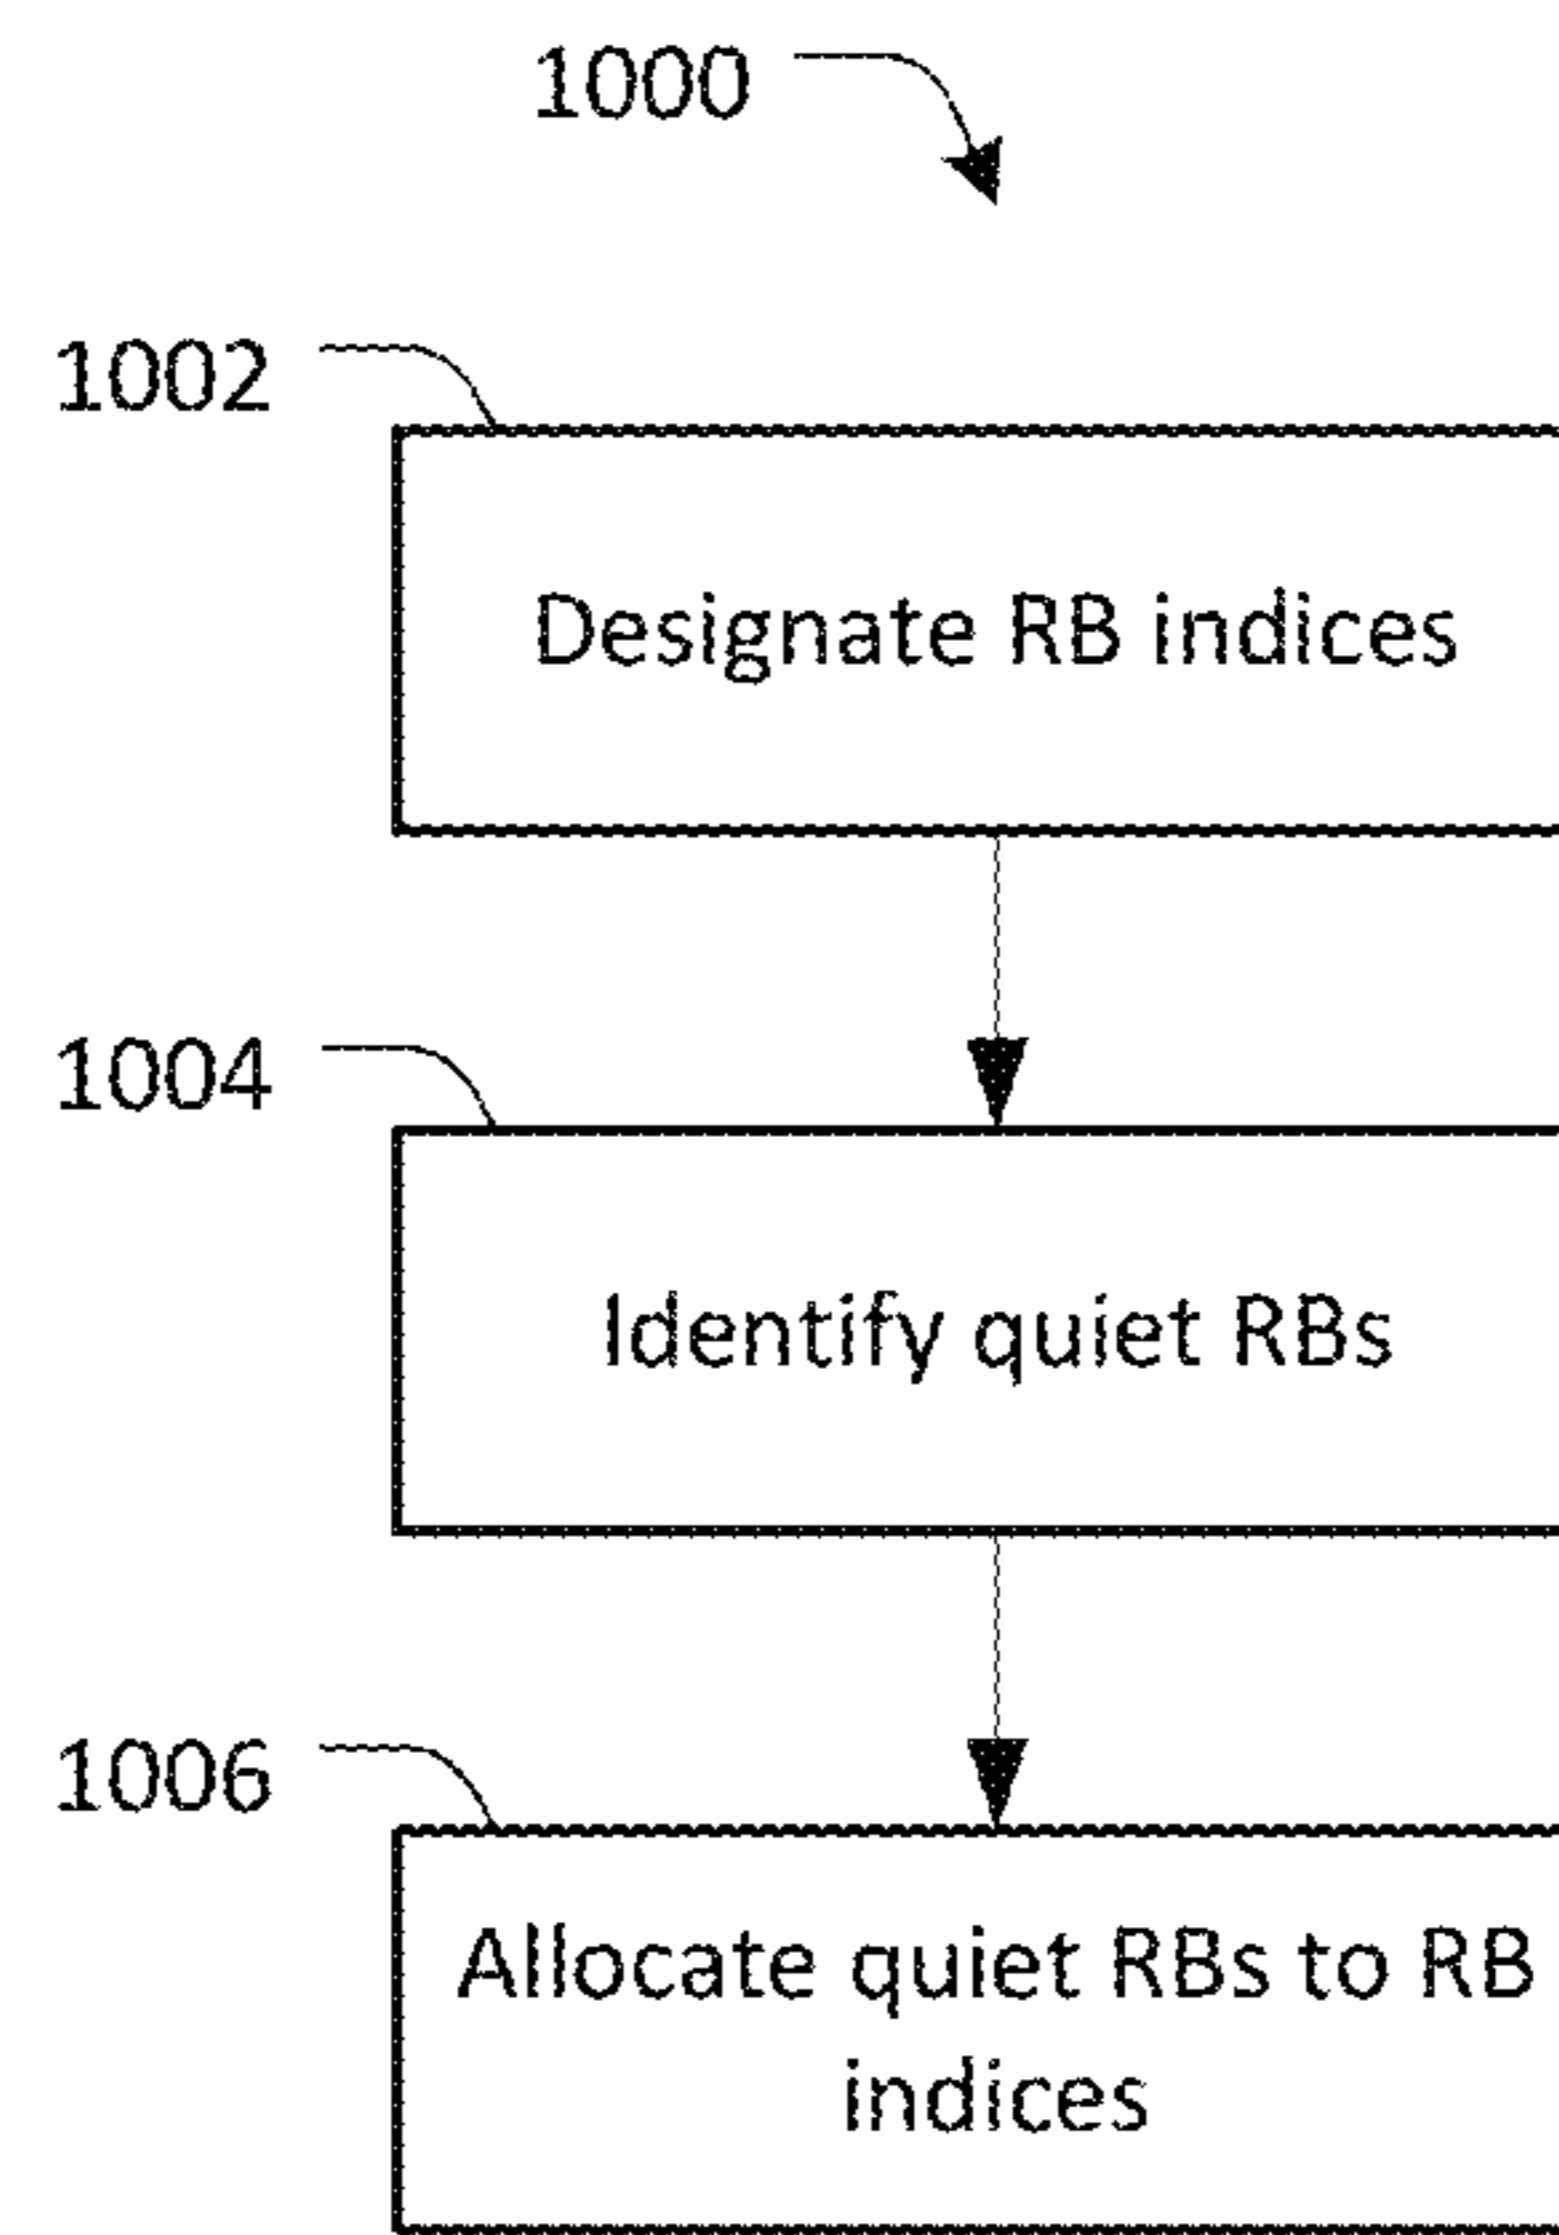 1000
1002
Designate RB indices
1004
Identify quiet RBs
1006
Allocate quiet RBs to RB
indices